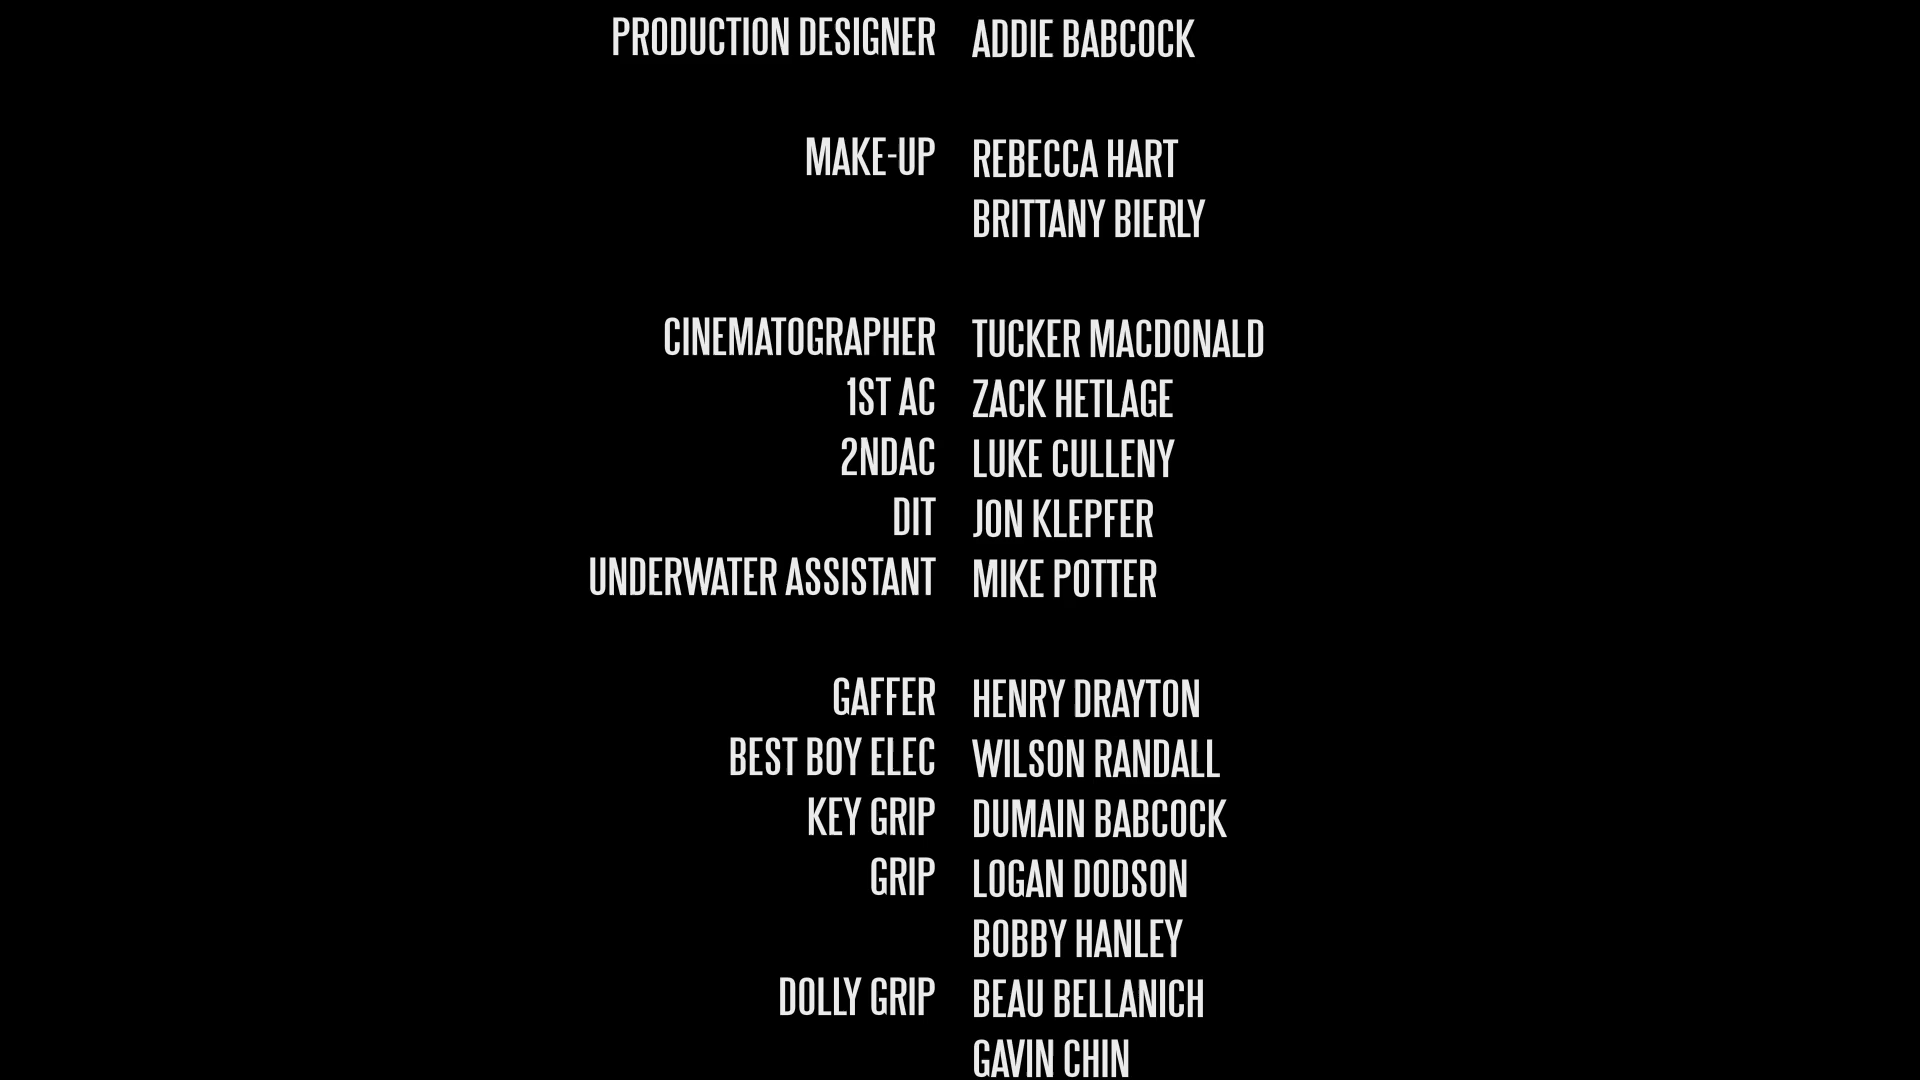 PRODUCTION DESIGNER ADDIE BABCOCK
MAKE-UP REBECCA HART
BRITTANY BIERLY
CINEMATOGRAPHER TUCKER MACDONALD
1ST AC ZACK HETLAGE
2NDAC LUKE CULLENY
DIT JON KLEPFER
UNDERWATER ASSISTANT MIKE POTTER
GAFFER HENRY DRAYTON
BEST BOY ELEC WILSON RANDALL
KEY GRIP DUMAIN BABCOCK
GRIP LOGAN DODSON
BOBBY HANLEY
DOLLY GRIP BEAU BELLANICH
GAVIN CHIN